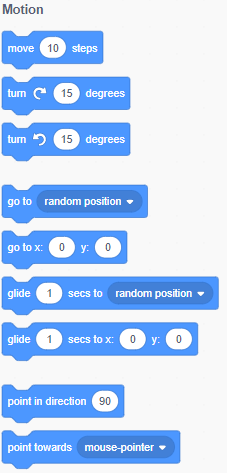 Motion
move 10 steps
turn 15 degrees
turn 15 degrees
go to random position
go to x: 0 y: 0
glide 1 secs to random position
glide 1 secs to x: 0 y: 0
point in direction 90
point towards mouse-pointer